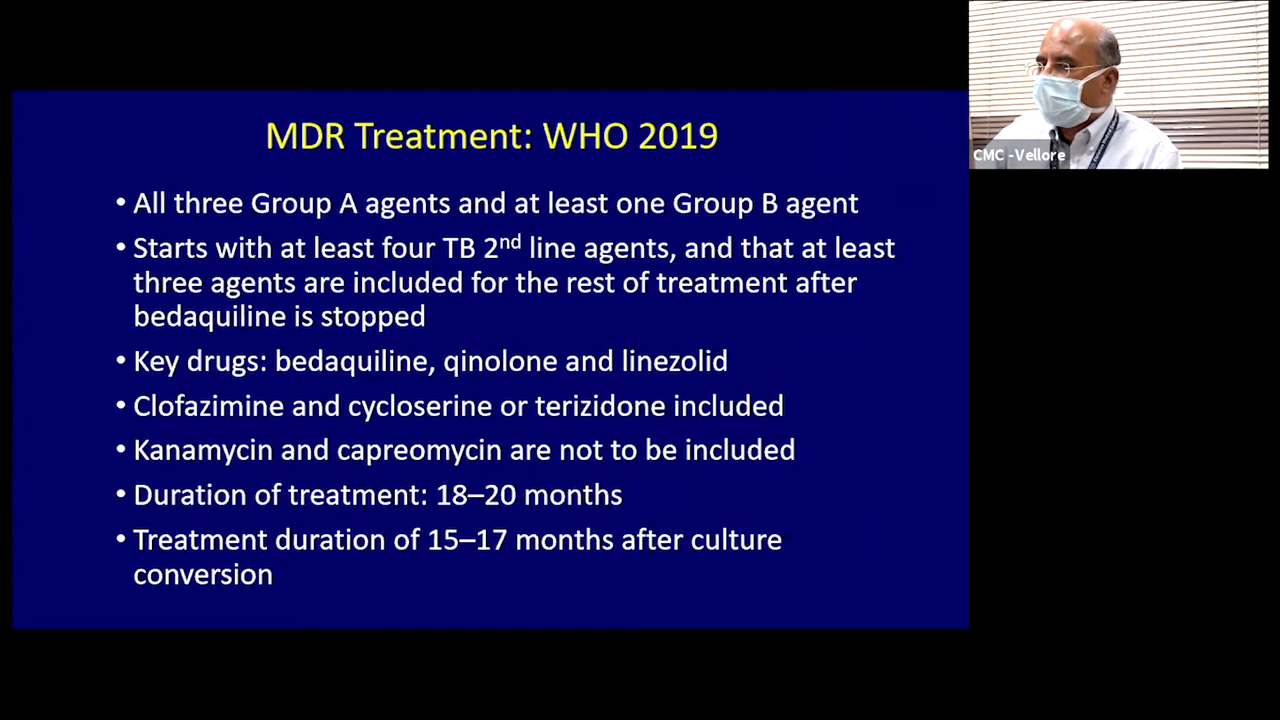 MDR Treatment: WHO 2019
• All three Group A agents and at least one Group B agent
• Starts with at least four TB 2nd line agents, and that at least
three agents are included for the rest of treatment after
bedaquiline is stopped
• Key drugs: bedaquiline, qinolone and linezolid
• Clofazimine and cycloserine or terizidone included
• Kanamycin and capreomycin are not to be included
• Duration of treatment: 18–20 months
• Treatment duration of 15–17 months after culture
conversion
CMC -Vellore